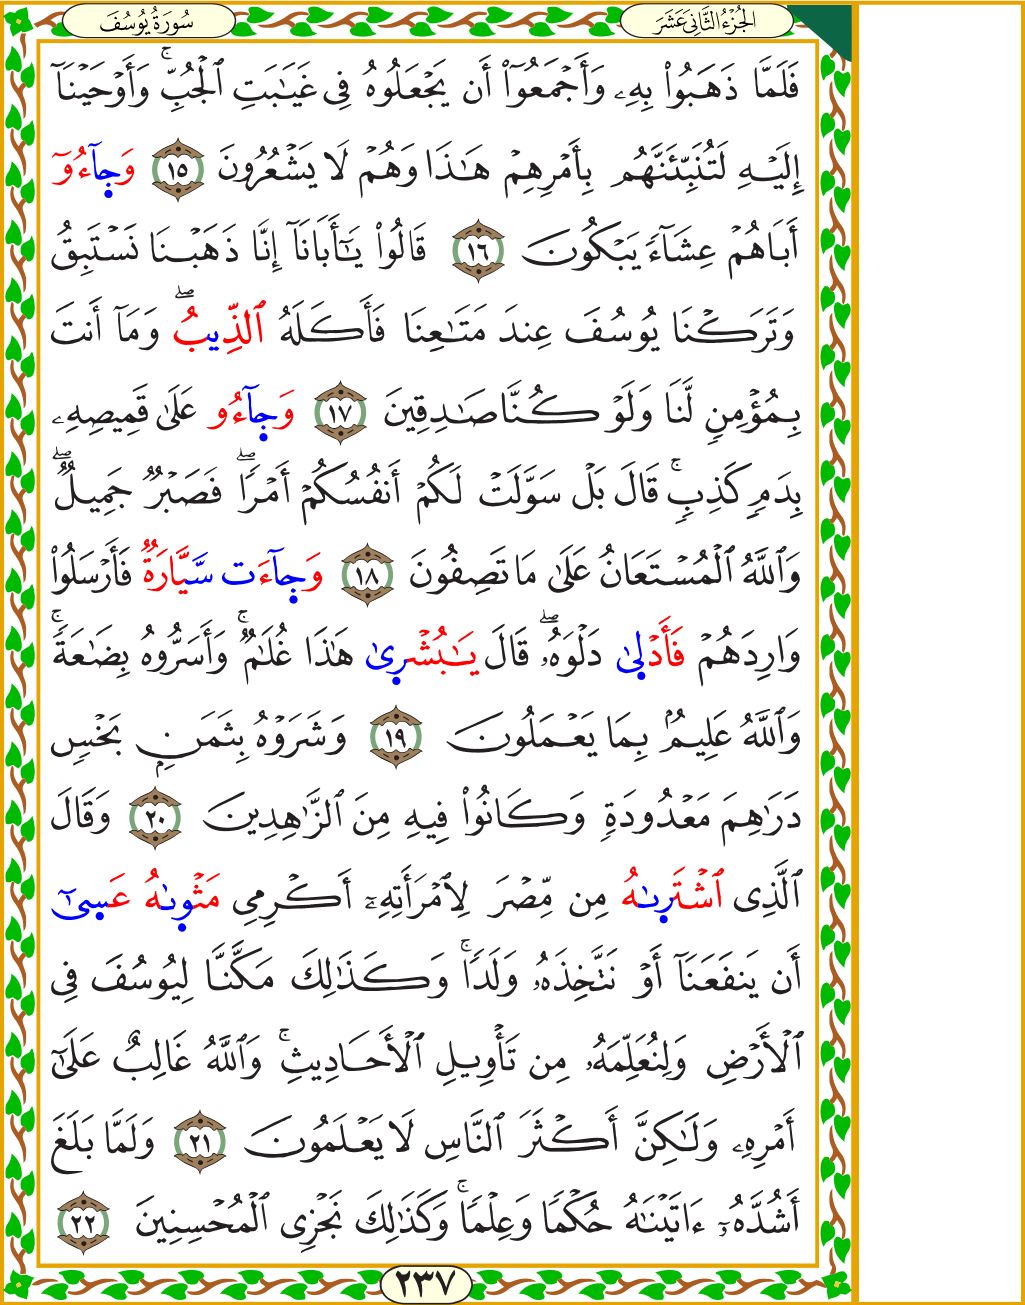 الجُزْءُ الثَّانِيَ عَشَرَ
سُورَةُ يُوسُفَ
فَلَمَّا ذَهَبُواْ بِهِۦ وَأَجۡمَعُوٓاْ أَن يَجۡعَلُوهُ فِي غَيَٰبَتِ ٱلۡجُبِّۚ وَأَوۡحَيۡنَآ
إِلَيۡهِ لَتُنَبِّئَنَّهُم بِأَمۡرِهِمۡ هَٰذَا وَهُمۡ لَا يَشۡعُرُونَ ١٥ وَجِآءُوٓ
أَبَاهُمۡ عِشَآءٗ يَبۡكُونَ ١٦ قَالُواْ يَٰٓأَبَانَآ إِنَّا ذَهَبۡنَا نَسۡتَبِقُ
وَتَرَكۡنَا يُوسُفَ عِندَ مَتَٰعِنَا فَأَكَلَهُ ٱلذِّيبُۖ وَمَآ أَنتَ
بِمُؤۡمِنٖ لَّنَا وَلَوۡ كُنَّا صَٰدِقِينَ ١٧ وَجِآءُو عَلَىٰ قَمِيصِهِۦ
بِدَمٖ كَذِبٖۚ قَالَ بَلۡ سَوَّلَتۡ لَكُمۡ أَنفُسُكُمۡ أَمۡرٗاۖ فَصَبۡرٞ جَمِيلٞۖ
وَٱللَّهُ ٱلۡمُسۡتَعَانُ عَلَىٰ مَا تَصِفُونَ ١٨ وَجِآءَت سَّيَّارَةٞ فَأَرۡسَلُواْ
وَارِدَهُمۡ فَأَدۡلِىٰ دَلۡوَهُۥۖ قَالَ يَٰبُشۡرِىٰ هَٰذَا غُلَٰمٞۚ وَأَسَرُّوهُ بِضَٰعَةٗۚ
وَٱللَّهُ عَلِيمُۢ بِمَا يَعۡمَلُونَ ١٩ وَشَرَوۡهُ بِثَمَنِۭ بَخۡسٖ
دَرَٰهِمَ مَعۡدُودَةٖ وَكَانُواْ فِيهِ مِنَ ٱلزَّٰهِدِينَ ٢٠ وَقَالَ
ٱلَّذِي ٱشۡتَرِىٰهُ مِن مِّصۡرَ لِٱمۡرَأَتِهِۦٓ أَكۡرِمِي مَثۡوِىٰهُ عَسِىٰٓ
أَن يَنفَعَنَآ أَوۡ نَتَّخِذَهُۥ وَلَدٗاۚ وَكَذَٰلِكَ مَكَّنَّا لِيُوسُفَ فِي
ٱلۡأَرۡضِ وَلِنُعَلِّمَهُۥ مِن تَأۡوِيلِ ٱلۡأَحَادِيثِۚ وَٱللَّهُ غَالِبٌ عَلَىٰٓ
أَمۡرِهِۦ وَلَٰكِنَّ أَكۡثَرَ ٱلنَّاسِ لَا يَعۡلَمُونَ ٢١ وَلَمَّا بَلَغَ
أَشُدَّهُۥٓ ءَاتَيۡنَٰهُ حُكۡمٗا وَعِلۡمٗاۚ وَكَذَٰلِكَ نَجۡزِي ٱلۡمُحۡسِنِينَ ٢٢
٢٣٧